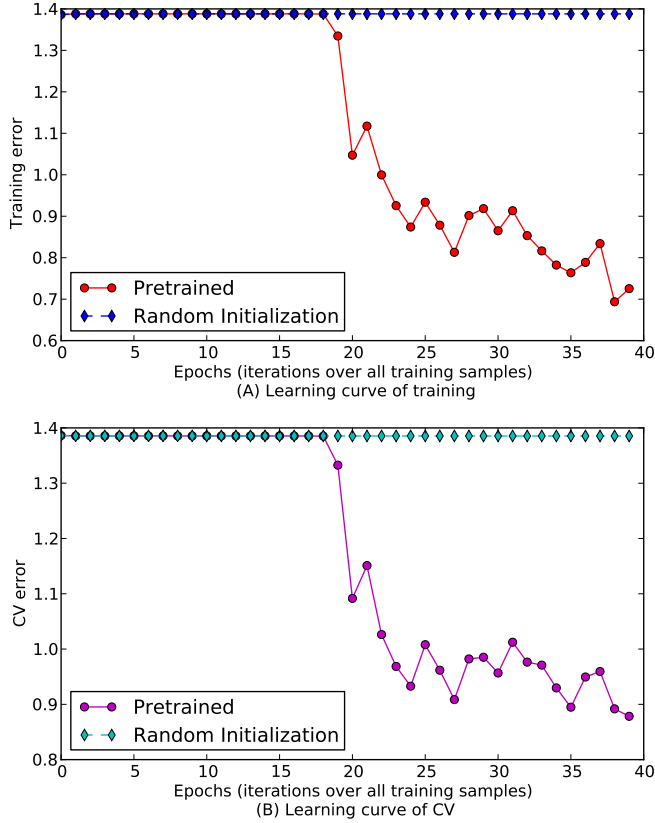 1.4
1.3
1.2
1.1
1.0
0.9
0.8
0.7
0.6
Training error
Pretrained
Random Initialization
0 5 10 15 20 25 30 35 40
Epochs (iterations over all training samples)
(A) Learning curve of training
1.4
1.3
1.2
1.1
1.0
0.9
0.8
CV error
Pretrained
Random Initialization
0 5 10 15 20 25 30 35 40
Epochs (iterations over all training samples)
(B) Learning curve of CV